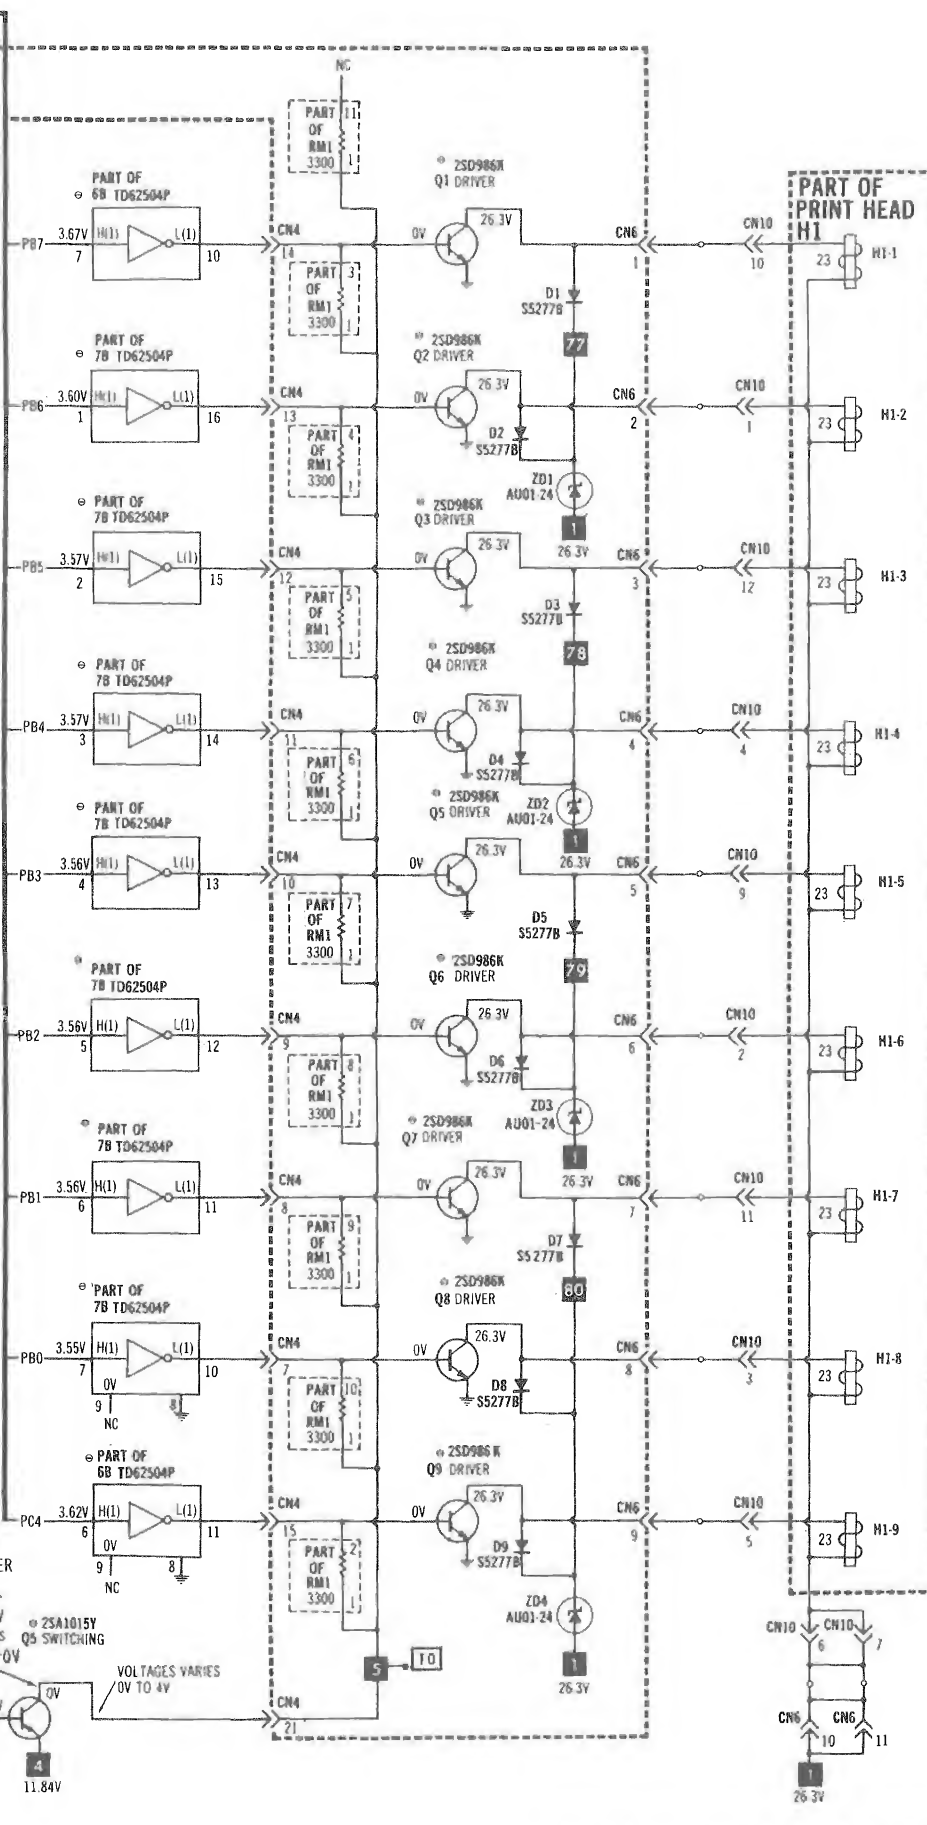 NC
PART 11
OF
RM1
3300 1
PART OF
6B TD62504P
2SD986K
Q1 DRIVER
PART OF
PRINT HEAD
H1
PB7 3.67V H(1) L(1) CN4 0V 26.3V CN6 CN10 23 H1-1
7 10 14 1 10
PART 3
OF
RM1
3300 1
D1
S5277B
77
PART OF
7B TD62504P
2SD986K
Q2 DRIVER
PB6 3.60V H(1) L(1) CN4 0V 26.3V CN6 CN10 23 H1-2
1 16 13 2 1
PART 4
OF
RM1
3300 1
D2
S5277B
ZD1
AU01-24
1
26.3V
PART OF
7B TD62504P
2SD986K
Q3 DRIVER
PB5 3.57V H(1) L(1) CN4 0V 26.3V CN6 CN10 23 H1-3
2 15 12 3 12
PART 5
OF
RM1
3300 1
D3
S5277B
78
PART OF
7B TD62504P
2SD986K
Q4 DRIVER
PB4 3.57V H(1) L(1) CN4 0V 26.3V CN6 CN10 23 H1-4
3 14 11 4 4
PART 6
OF
RM1
3300 1
D4
S5277B
ZD2
AU01-24
1
26.3V
PART OF
7B TD62504P
2SD986K
Q5 DRIVER
PB3 3.56V H(1) L(1) CN4 0V 26.3V CN6 CN10 23 H1-5
4 13 10 5 9
PART 7
OF
RM1
3300 1
D5
S5277B
79
PART OF
7B TD62504P
2SD986K
Q6 DRIVER
PB2 3.56V H(1) L(1) CN4 0V 26.3V CN6 CN10 23 H1-6
5 12 9 6 2
PART 8
OF
RM1
3300 1
D6
S5277B
ZD3
AU01-24
1
26.3V
PART OF
7B TD62504P
2SD986K
Q7 DRIVER
PB1 3.56V H(1) L(1) CN4 0V 26.3V CN6 CN10 23 H1-7
6 11 8 7 11
PART 9
OF
RM1
3300 1
D7
S5277B
80
PART OF
7B TD62504P
2SD986K
Q8 DRIVER
PB0 3.55V H(1) L(1) CN4 0V 26.3V CN6 CN10 23 H1-8
7 0V 10 7 8 3
9 8
NC
PART 10
OF
RM1
3300 1
D8
S5277B
PART OF
6B TD62504P
2SD986K
Q9 DRIVER
PC4 3.62V H(1) L(1) CN4 0V 26.3V CN6 CN10 23 H1-9
6 0V 11 15 9 5
9 8
NC
PART 2
OF
RM1
3300 1
D9
S5277B
ZD4
AU01-24
1
26.3V
ER
2SA1015Y
Q5 SWITCHING
0V
VOLTAGES VARIES
0V TO 4V
0V
5 TO
CN4
21
4
11.84V
CN10 CN10
6 7
CN6 CN6
10 11
1
26.3V